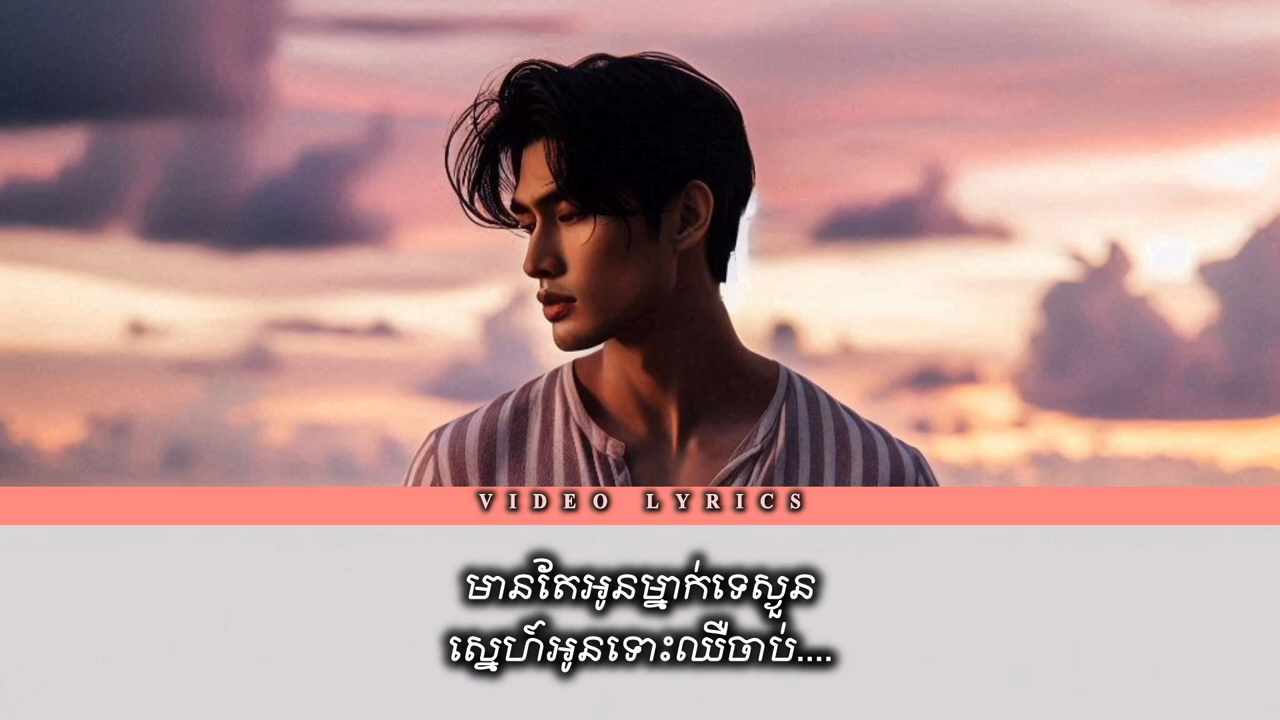 VIDEO LYRICS
មានតែអូនម្នាក់ទេស្ងួន
ស្នេហ៍អូនទោះឈឺចាប់....